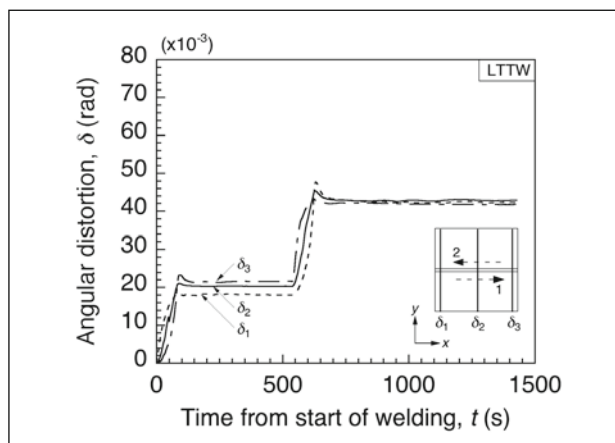 (x10⁻³)
LTTW
80
70
60
50
40
30
20
10
0
Angular distortion, δ (rad)
δ₃
δ₂
δ₁
2
1
δ₁ δ₂ δ₃
y
x
0 500 1000 1500
Time from start of welding, t (s)